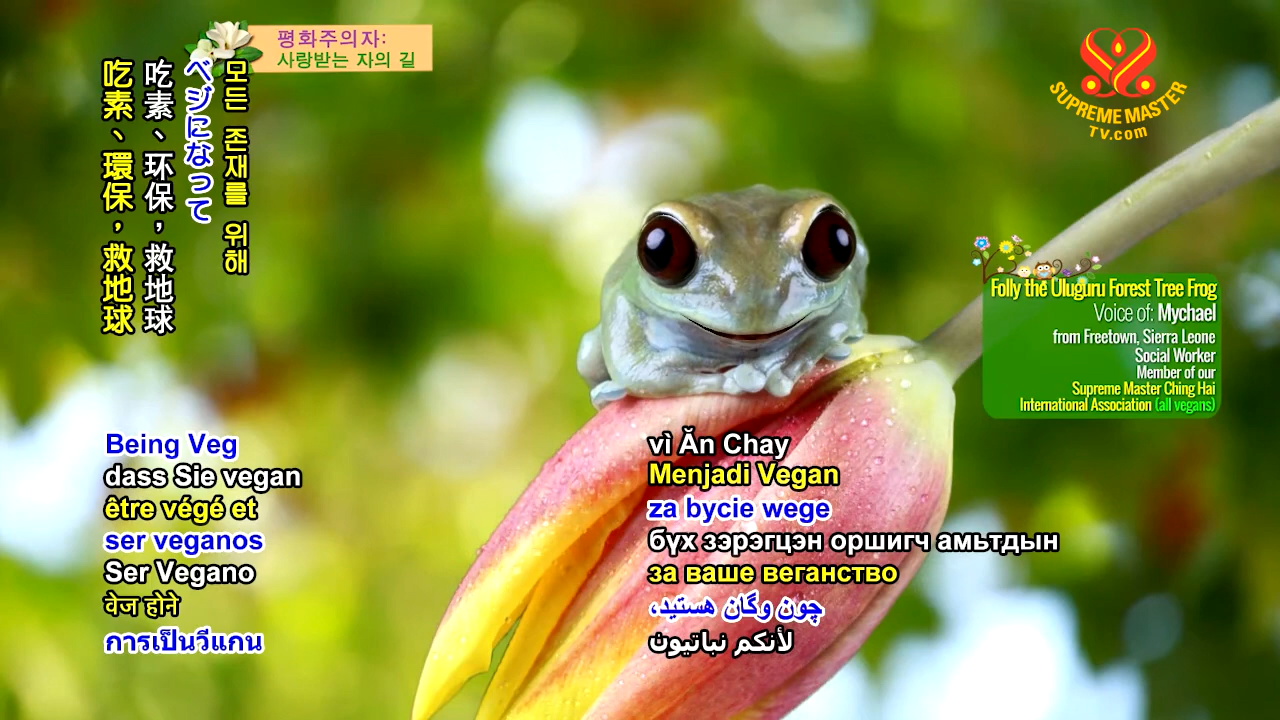 평화주의자:
사랑받는 자의 길
SUPREME MASTER
TV.com
모든 존재를 위해
ベジになって
吃素、环保，救地球
吃素、環保，救地球
Folly the Uluguru Forest Tree Frog
Voice of: Mychael
from Freetown, Sierra Leone
Social Worker
Member of our
Supreme Master Ching Hai
International Association (all vegans)
Being Veg
dass Sie vegan
être végé et
ser veganos
Ser Vegano
वेज होने
การเป็นวีแกน
vì Ăn Chay
Menjadi Vegan
za bycie wege
бүх зэрэгцэн оршигч амьтдын
за ваше веганство
چون وگان هستید،
لأنكم نباتيون